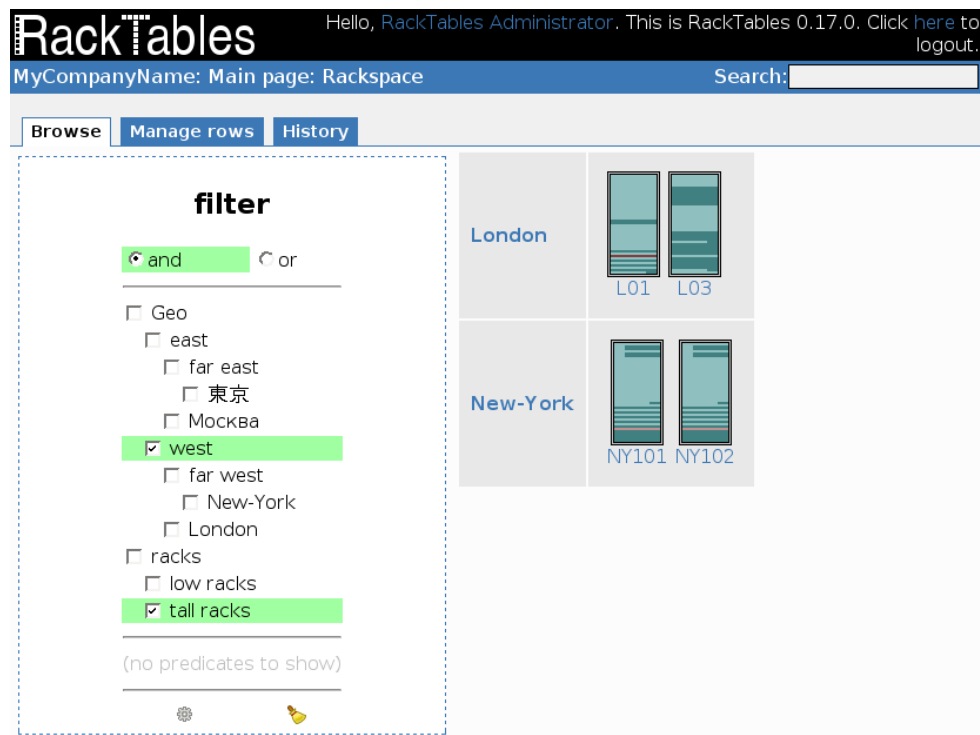 RackTables
Hello, RackTables Administrator. This is RackTables 0.17.0. Click here to
logout.
MyCompanyName: Main page: Rackspace
Search:
Browse
Manage rows
History
filter
and
or
Geo
east
far east
東京
Москва
west
far west
New-York
London
racks
low racks
tall racks
(no predicates to show)
London
L01
L03
New-York
NY101
NY102